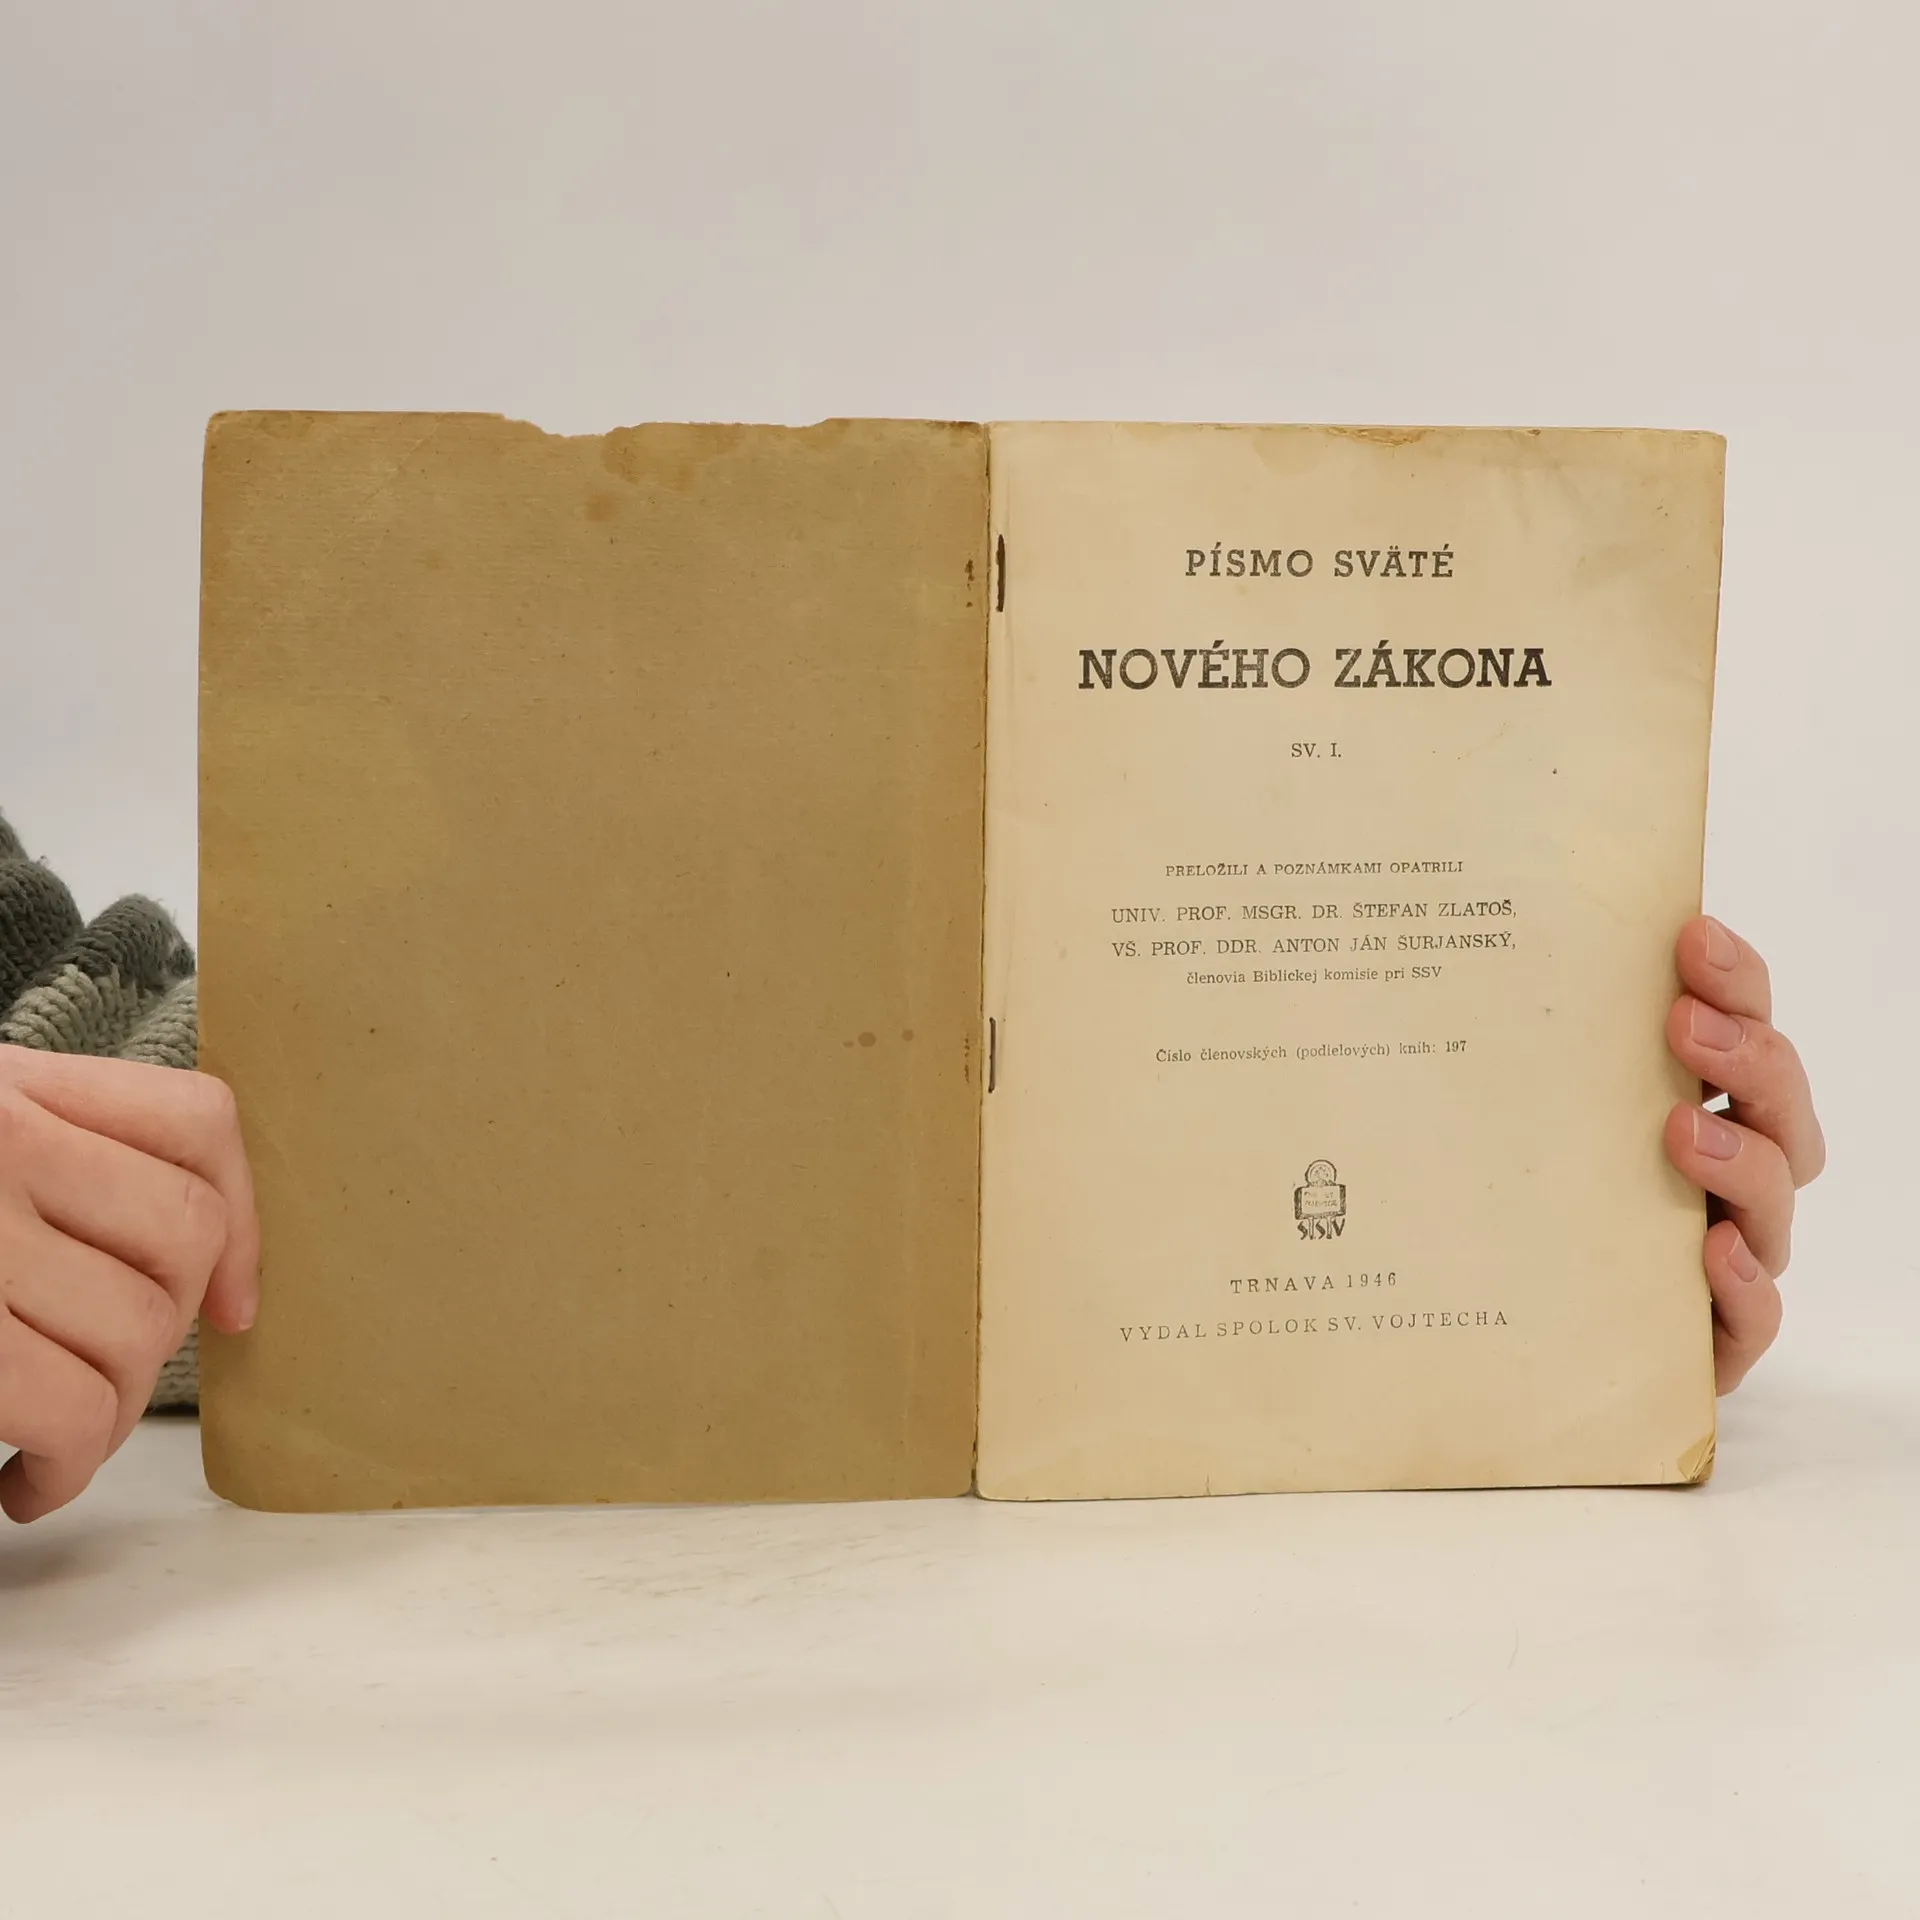 PÍSMO SVÄTÉ
NOVÉHO ZÁKONA
SV. I.
PRELOŽILI A POZNÁMKAMI OPATRILI
UNIV. PROF. MSGR. DR. ŠTEFAN ZLATOŠ,
VŠ. PROF. DDR. ANTON JÁN ŠURJANSKÝ,
členovia Biblickej komisie pri SSV
Číslo členovských (podielových) kníh: 197
SSV
TRNAVA 1946
VYDAL SPOLOK SV. VOJTECHA